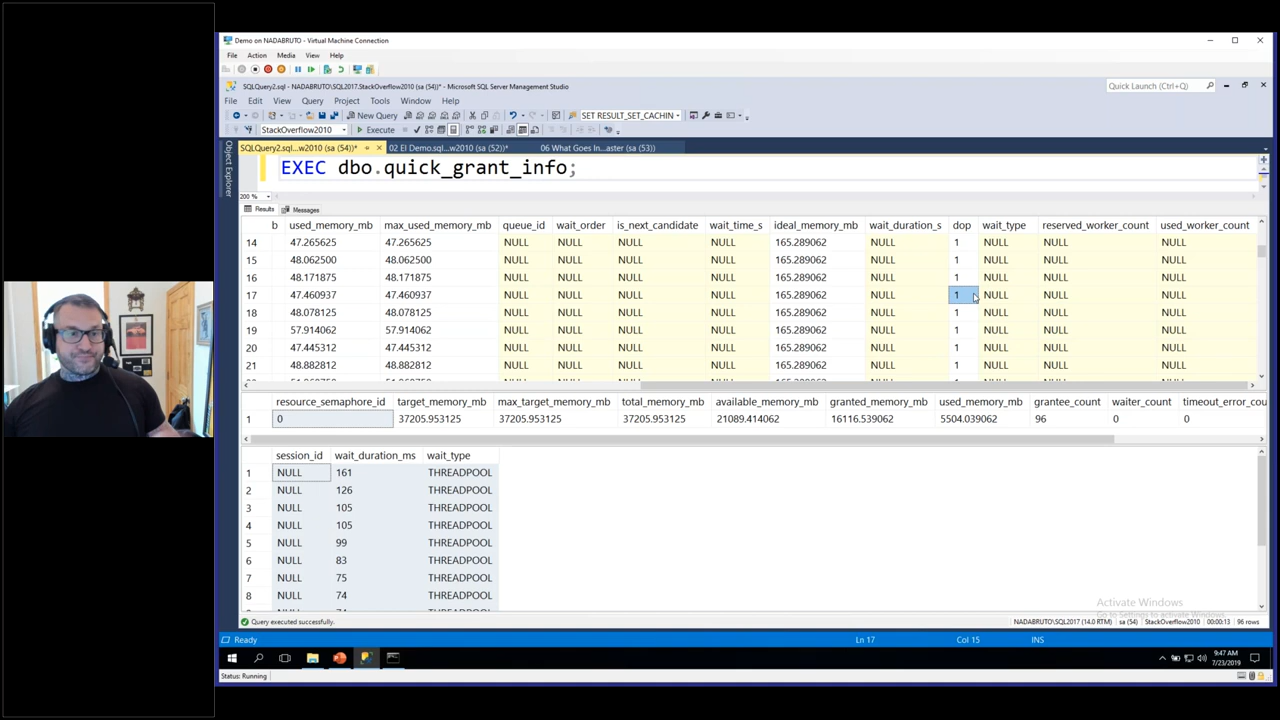 Demo on NADABRUTO - Virtual Machine Connection
File Action Media View Help
SQLQuery2.sql - NADABRUTO\SQL2017.StackOverflow2010 (sa (54))* - Microsoft SQL Server Management Studio
Quick Launch (Ctrl+Q)
File Edit View Query Project Tools Window Help
New Query SET RESULT_SET_CACHIN
StackOverflow2010 Execute
Object Explorer
SQLQuery2.sql...w2010 (sa (54))* 02 EI Demo.sql...w2010 (sa (52))* 06 What Goes In...aster (sa (53))
EXEC dbo.quick_grant_info;
200 %
Results Messages
b used_memory_mb max_used_memory_mb queue_id wait_order is_next_candidate wait_time_s ideal_memory_mb wait_duration_s dop wait_type reserved_worker_count used_worker_count
14 47.265625 47.265625 NULL NULL NULL NULL 165.289062 NULL 1 NULL NULL NULL
15 48.062500 48.062500 NULL NULL NULL NULL 165.289062 NULL 1 NULL NULL NULL
16 48.171875 48.171875 NULL NULL NULL NULL 165.289062 NULL 1 NULL NULL NULL
17 47.460937 47.460937 NULL NULL NULL NULL 165.289062 NULL 1 NULL NULL NULL
18 48.078125 48.078125 NULL NULL NULL NULL 165.289062 NULL 1 NULL NULL NULL
19 57.914062 57.914062 NULL NULL NULL NULL 165.289062 NULL 1 NULL NULL NULL
20 47.445312 47.445312 NULL NULL NULL NULL 165.289062 NULL 1 NULL NULL NULL
21 48.882812 48.882812 NULL NULL NULL NULL 165.289062 NULL 1 NULL NULL NULL
resource_semaphore_id target_memory_mb max_target_memory_mb total_memory_mb available_memory_mb granted_memory_mb used_memory_mb grantee_count waiter_count timeout_error_cou
1 0 37205.953125 37205.953125 37205.953125 21089.414062 16116.539062 5504.039062 96 0 0
session_id wait_duration_ms wait_type
1 NULL 161 THREADPOOL
2 NULL 126 THREADPOOL
3 NULL 105 THREADPOOL
4 NULL 105 THREADPOOL
5 NULL 99 THREADPOOL
6 NULL 83 THREADPOOL
7 NULL 75 THREADPOOL
8 NULL 74 THREADPOOL
Activate Windows
Go to Settings to activate Windows.
Query executed successfully. NADABRUTO\SQL2017 (14.0 RTM) sa (54) StackOverflow2010 00:00:13 96 rows
Ready Ln 17 Col 15 INS
9:47 AM
7/23/2019
Status: Running